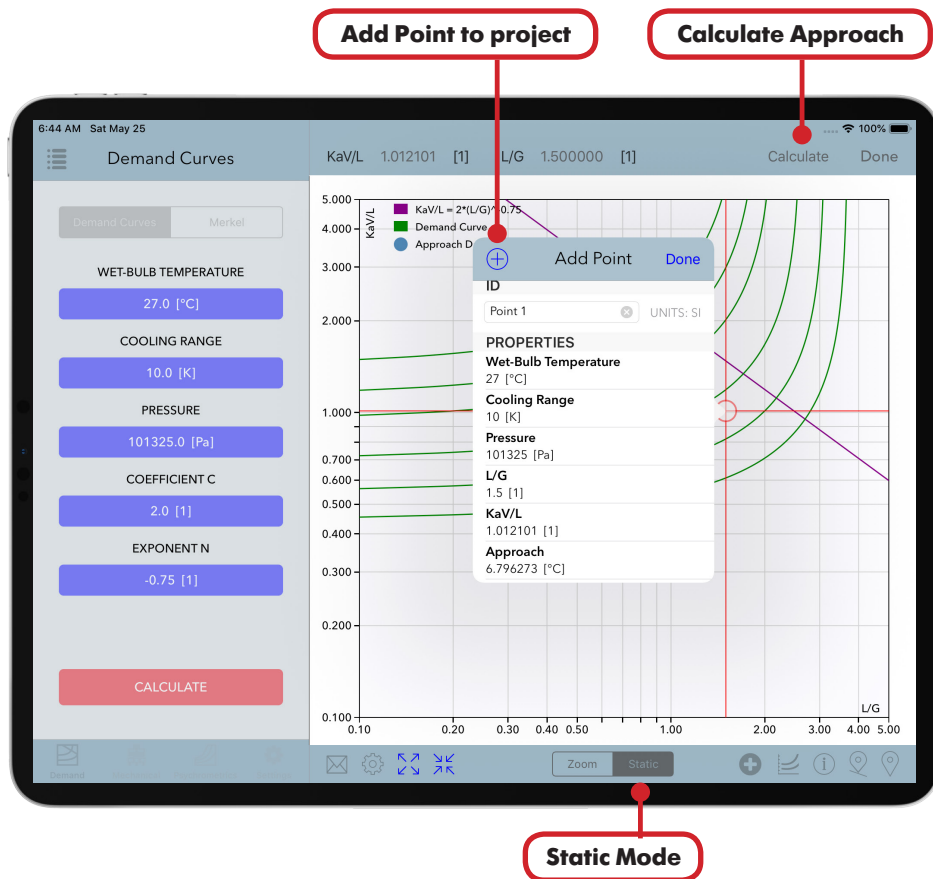 Add Point to project
Calculate Approach
6:44 AM Sat May 25
100%
Demand Curves
KaV/L 1.012101 [1] L/G 1.500000 [1]
Calculate Done
Demand Curves Merkel
WET-BULB TEMPERATURE
27.0 [°C]
COOLING RANGE
10.0 [K]
PRESSURE
101325.0 [Pa]
COEFFICIENT C
2.0 [1]
EXPONENT N
-0.75 [1]
CALCULATE
Demand
KaV/L
5.000
4.000
3.000
2.000
1.000
0.700
0.600
0.500
0.400
0.300
0.200
0.100
KaV/L = 2*(L/G)^-0.75
Demand Curve
Approach D
Add Point Done
ID
Point 1 UNITS: SI
PROPERTIES
Wet-Bulb Temperature
27 [°C]
Cooling Range
10 [K]
Pressure
101325 [Pa]
L/G
1.5 [1]
KaV/L
1.012101 [1]
Approach
6.796273 [°C]
L/G
0.10 0.20 0.30 0.40 0.50 1.00 2.00 3.00 4.00 5.00
Zoom Static
Static Mode